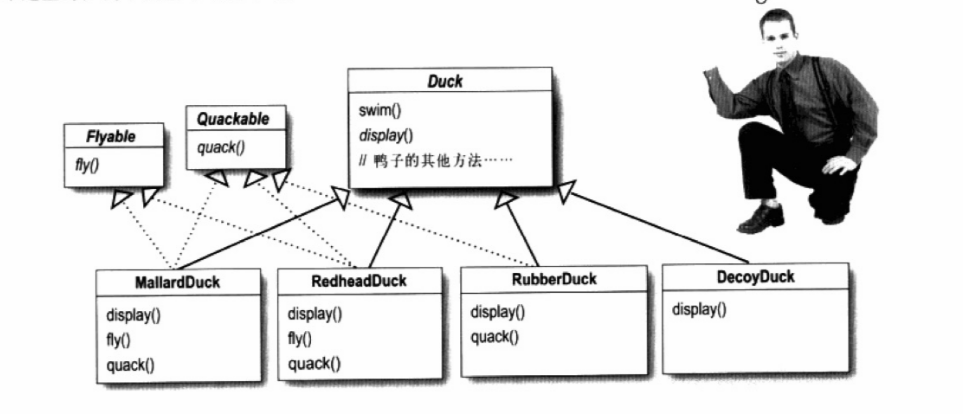 Duck
swim()
display()
// 鸭子的其他方法……
Quackable
quack()
Flyable
fly()
MallardDuck
display()
fly()
quack()
RedheadDuck
display()
fly()
quack()
RubberDuck
display()
quack()
DecoyDuck
display()